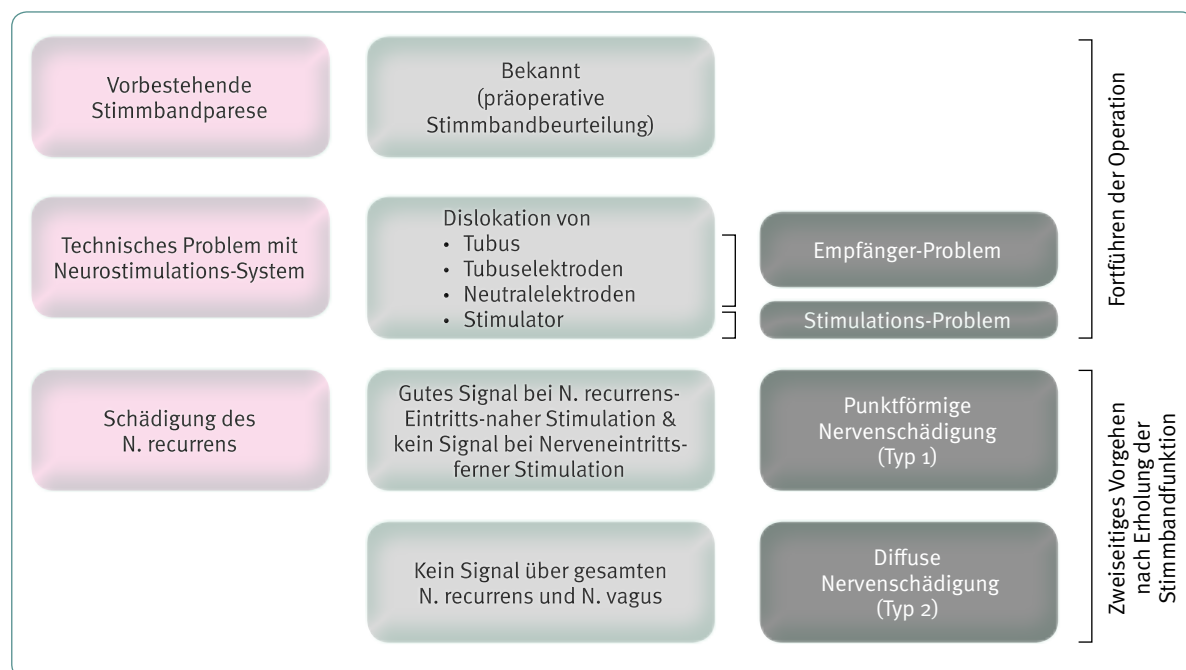 Vorbestehende
Stimmbandparese
Bekannt
(präoperative
Stimmbandbeurteilung)
Technisches Problem mit
Neurostimulations-System
Dislokation von
• Tubus
• Tubuselektroden
• Neutralelektroden
• Stimulator
Empfänger-Problem
Stimulations-Problem
Fortführen der Operation
Schädigung des
N. recurrens
Gutes Signal bei N. recurrens-
Eintritts-naher Stimulation &
kein Signal bei Nerveneintritts-
ferner Stimulation
Punktförmige
Nervenschädigung
(Typ 1)
Kein Signal über gesamten
N. recurrens und N. vagus
Diffuse
Nervenschädigung
(Typ 2)
Zweiseitiges Vorgehen
nach Erholung der
Stimmbandfunktion